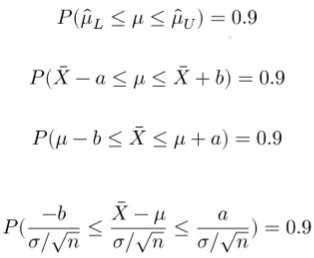 P(μ̂_L ≤ μ ≤ μ̂_U) = 0.9
P(X̄ − a ≤ μ ≤ X̄ + b) = 0.9
P(μ − b ≤ X̄ ≤ μ + a) = 0.9
P(−b/(σ/√n) ≤ (X̄ − μ)/(σ/√n) ≤ a/(σ/√n)) = 0.9